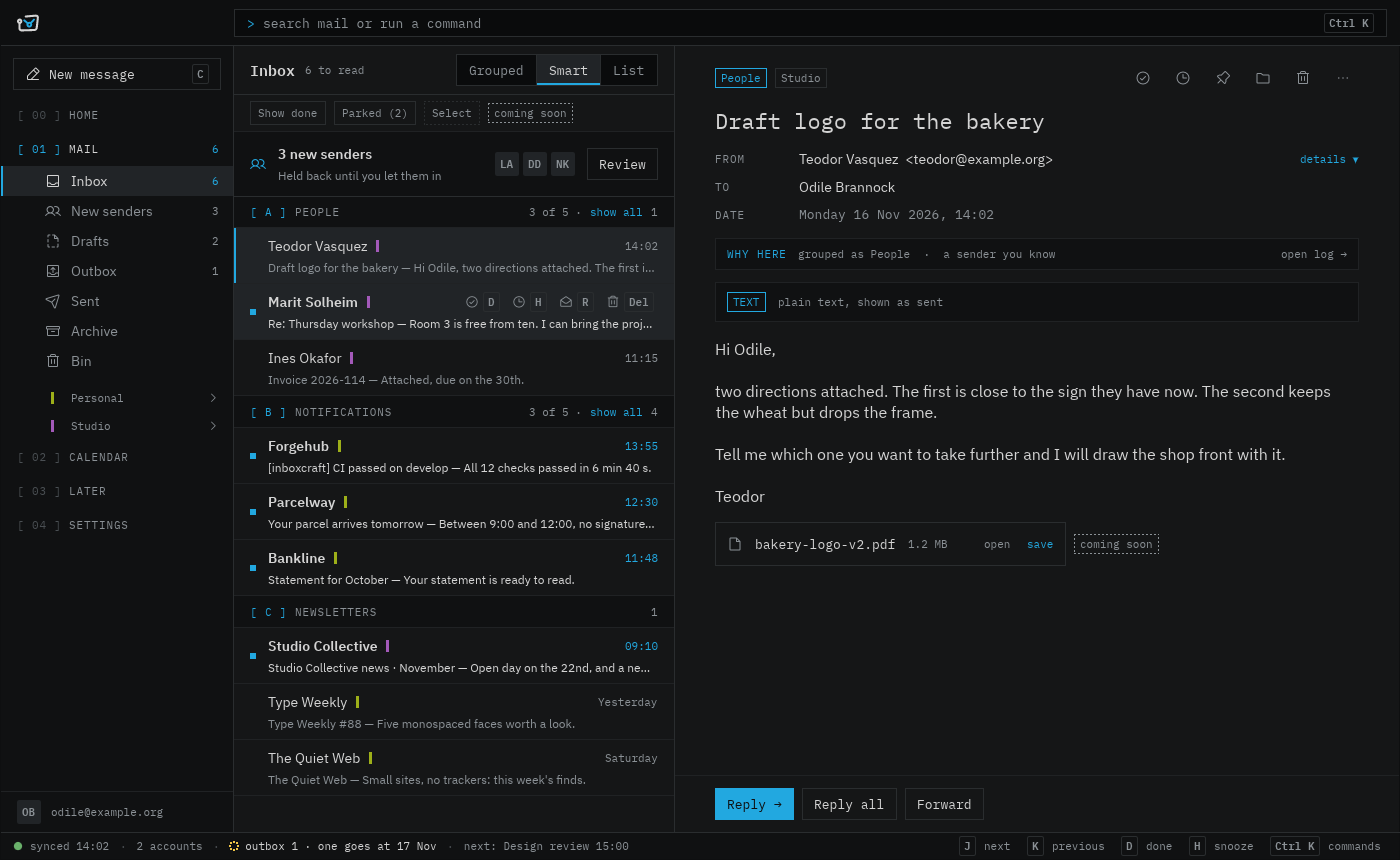 > search mail or run a command Ctrl K
New message C
[ 00 ] HOME
[ 01 ] MAIL 6
Inbox 6
New senders 3
Drafts 2
Outbox 1
Sent
Archive
Bin
Personal
Studio
[ 02 ] CALENDAR
[ 03 ] LATER
[ 04 ] SETTINGS
OB odile@example.org
Inbox 6 to read Grouped Smart List
Show done Parked (2) Select coming soon
3 new senders
Held back until you let them in
LA DD NK Review
[ A ] PEOPLE 3 of 5 · show all 1
Teodor Vasquez 14:02
Draft logo for the bakery — Hi Odile, two directions attached. The first i…
Marit Solheim D H R Del
Re: Thursday workshop — Room 3 is free from ten. I can bring the proj…
Ines Okafor 11:15
Invoice 2026-114 — Attached, due on the 30th.
[ B ] NOTIFICATIONS 3 of 5 · show all 4
Forgehub 13:55
[inboxcraft] CI passed on develop — All 12 checks passed in 6 min 40 s.
Parcelway 12:30
Your parcel arrives tomorrow — Between 9:00 and 12:00, no signature…
Bankline 11:48
Statement for October — Your statement is ready to read.
[ C ] NEWSLETTERS 1
Studio Collective 09:10
Studio Collective news · November — Open day on the 22nd, and a ne…
Type Weekly Yesterday
Type Weekly #88 — Five monospaced faces worth a look.
The Quiet Web Saturday
The Quiet Web — Small sites, no trackers: this week's finds.
People Studio ···
Draft logo for the bakery
FROM Teodor Vasquez <teodor@example.org> details ▾
TO Odile Brannock
DATE Monday 16 Nov 2026, 14:02
WHY HERE grouped as People · a sender you know open log →
TEXT plain text, shown as sent
Hi Odile,
two directions attached. The first is close to the sign they have now. The second keeps
the wheat but drops the frame.
Tell me which one you want to take further and I will draw the shop front with it.
Teodor
bakery-logo-v2.pdf 1.2 MB open save coming soon
Reply → Reply all Forward
synced 14:02 · 2 accounts · outbox 1 · one goes at 17 Nov · next: Design review 15:00 J next K previous D done H snooze Ctrl K commands